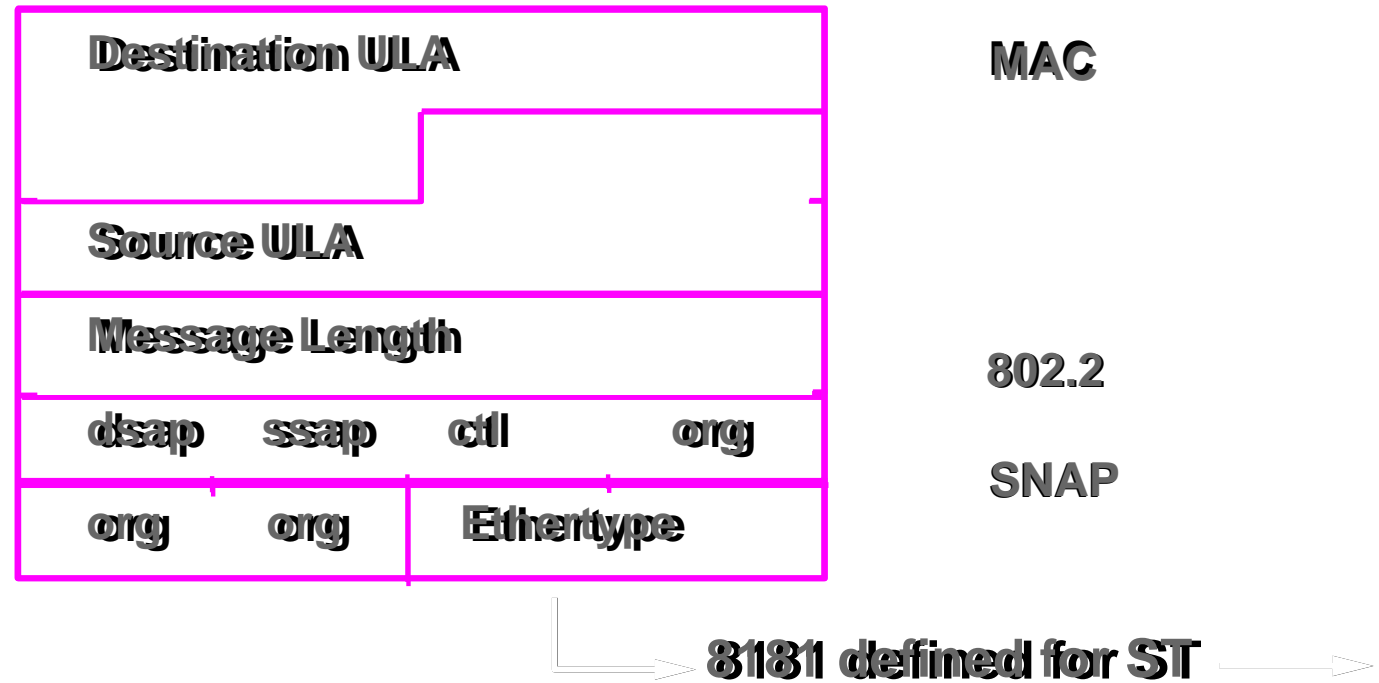 Destination ULA MAC
Source ULA
Message Length
802.2
dsap ssap ctl org
SNAP
org org Ethertype
8181 defined for ST